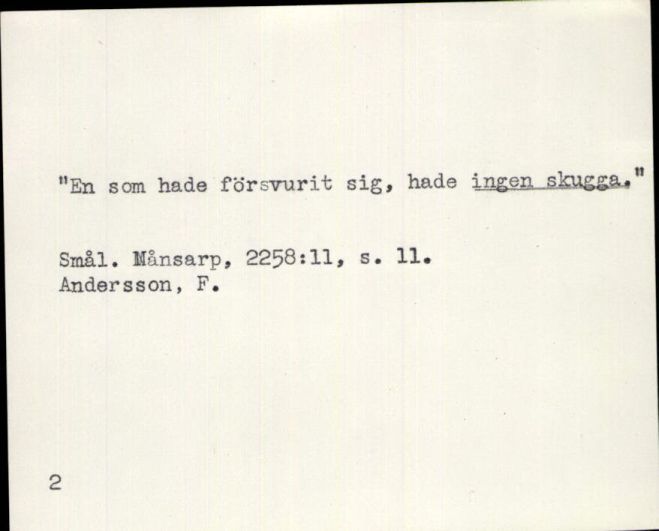 "En som hade försvurit sig, hade ingen skugga."
Smål. Månsarp, 2258:11, s. 11.
Andersson, F.
2